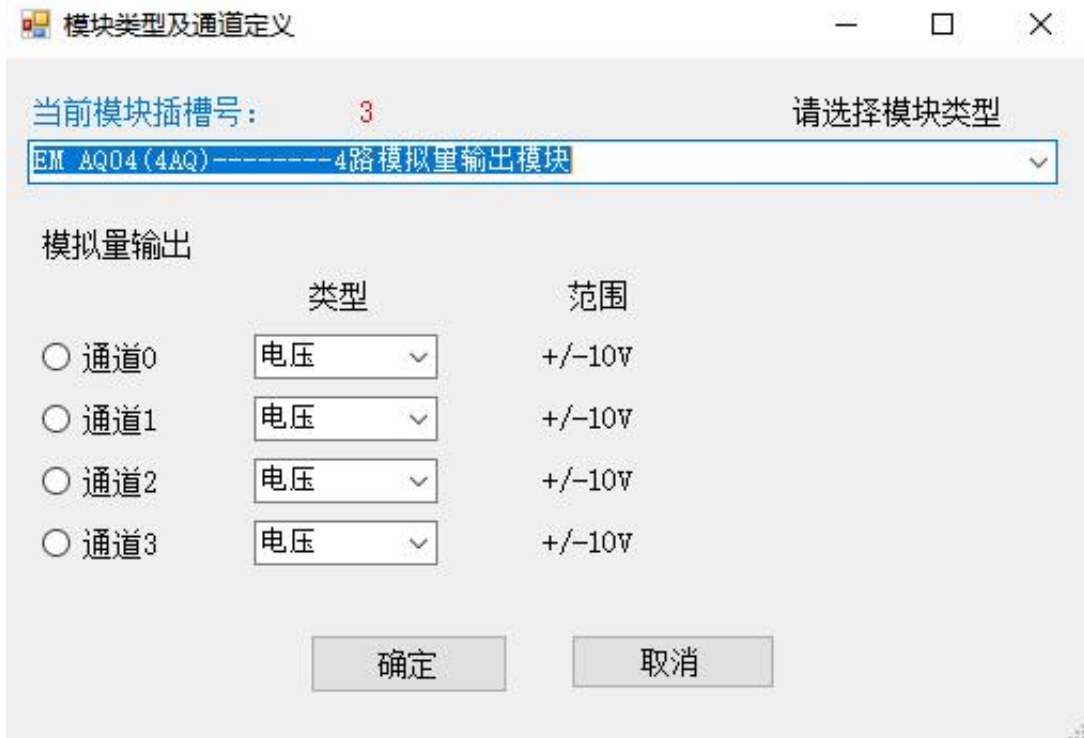 模块类型及通道定义
当前模块插槽号： 3 请选择模块类型
EM AQ04(4AQ)--------4路模拟量输出模块
模拟量输出
类型 范围
通道0 电压 +/-10V
通道1 电压 +/-10V
通道2 电压 +/-10V
通道3 电压 +/-10V
确定 取消